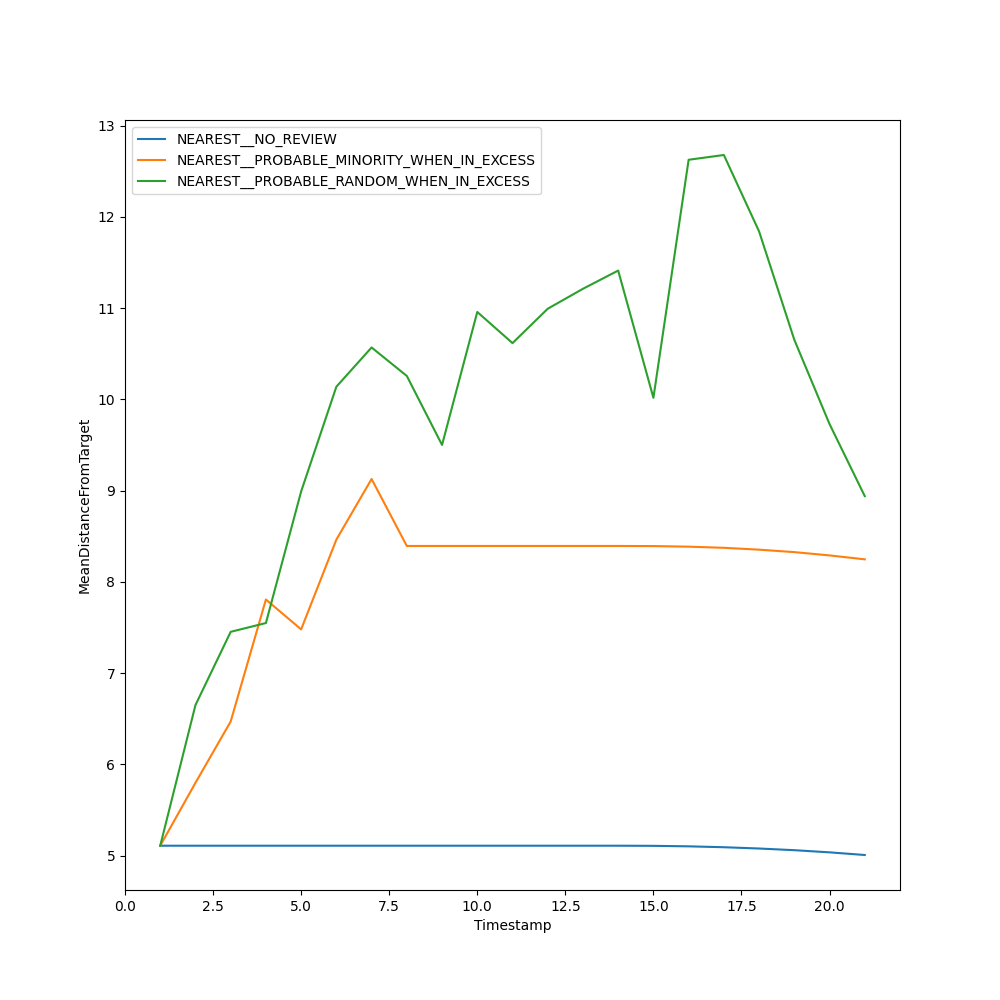 NEAREST__NO_REVIEW
NEAREST__PROBABLE_MINORITY_WHEN_IN_EXCESS
NEAREST__PROBABLE_RANDOM_WHEN_IN_EXCESS
13
12
11
10
9
8
7
6
5
MeanDistanceFromTarget
0.0 2.5 5.0 7.5 10.0 12.5 15.0 17.5 20.0
Timestamp